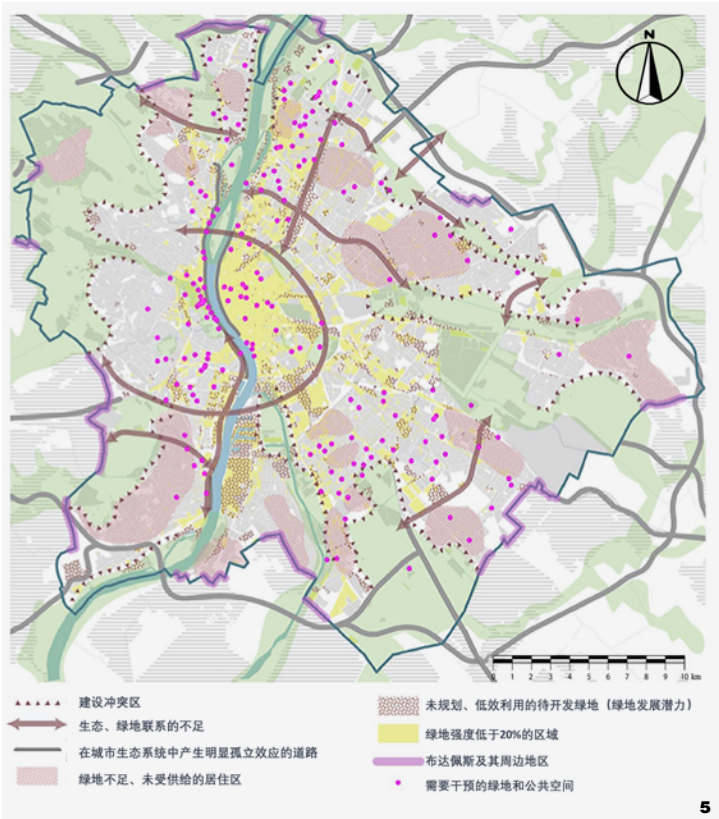 N
0 1 2 3 4 5 6 7 8 9 10 km
建设冲突区
生态、绿地联系的不足
在城市生态系统中产生明显孤立效应的道路
绿地不足、未受供给的居住区
未规划、低效利用的待开发绿地（绿地发展潜力）
绿地强度低于20%的区域
布达佩斯及其周边地区
需要干预的绿地和公共空间
5